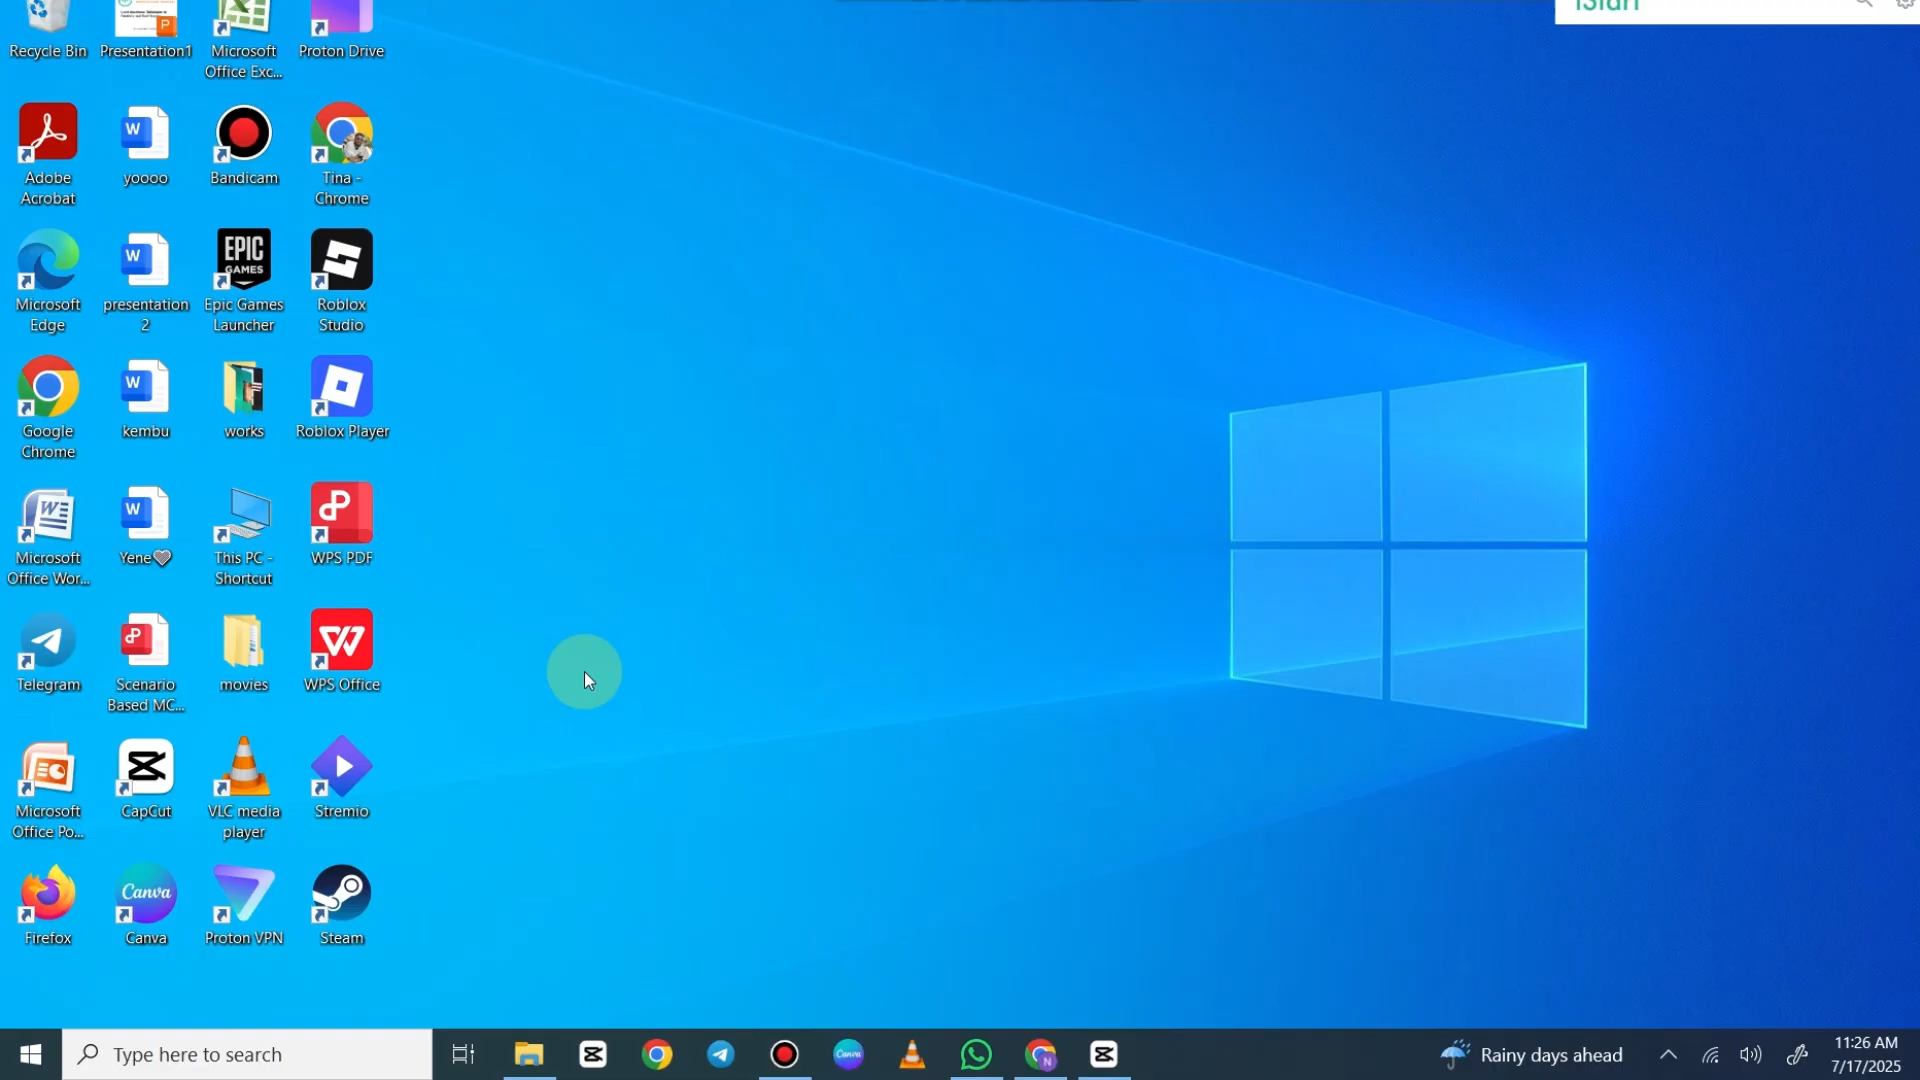 iStart
Recycle Bin
Presentation1
Microsoft
Office Exc...
Proton Drive
Adobe
Acrobat
yoooo
Bandicam
Tina -
Chrome
Microsoft
Edge
presentation
2
EPIC
GAMES
Epic Games
Launcher
Roblox
Studio
Google
Chrome
kembu
works
Roblox Player
Microsoft
Office Wor...
Yene🩶
This PC -
Shortcut
WPS PDF
Telegram
Scenario
Based MC...
movies
WPS Office
Microsoft
Office Po...
CapCut
VLC media
player
Stremio
Firefox
Canva
Canva
Proton VPN
Steam
Type here to search
Canva
N
Rainy days ahead
11:26 AM
7/17/2025